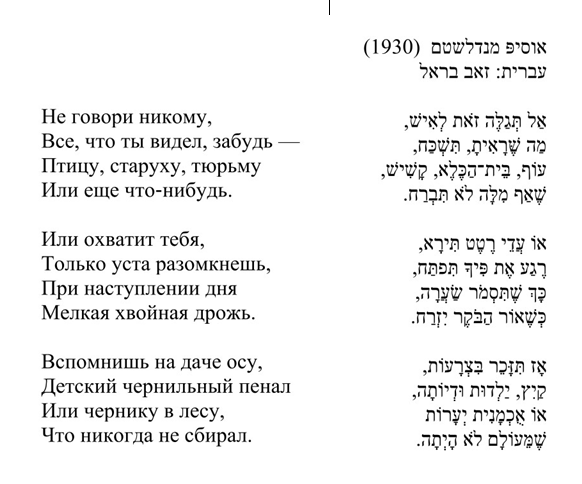 אוסיפ מנדלשטם (1930)
עברית: זאב בראל
Не говори никому,
Все, что ты видел, забудь —
Птицу, старуху, тюрьму
Или еще что-нибудь.
Или охватит тебя,
Только уста разомкнешь,
При наступлении дня
Мелкая хвойная дрожь.
Вспомнишь на даче осу,
Детский чернильный пенал
Или чернику в лесу,
Что никогда не сбирал.
אַל תְּגַלֶּה זֹאת לְאִישׁ,
מַה שֶּׁרָאִיתָ, תִּשְׁכַּח,
עוֹף, בֵּית־הַכֶּלֶא, קָשִׁישׁ,
שֶׁאַף מִלָּה לֹא תִּבְרַח.
אוֹ עֲדֵי רֶטֶט תִּירָא,
רֶגַע אֶת פִּיךָ תִּפְתַּח,
כָּךְ שֶׁתִּסְמֹר שַׂעֲרָה,
כְּשֶׁאוֹר הַבֹּקֶר יִזְרַח.
אָז תִּזָּכֵר בִּצְרָעוֹת,
קַיִץ, יַלְדוּת וּדְיוֹתָהּ,
אוֹ אֻכְמָנִית יְעָרוֹת
שֶׁמֵּעוֹלָם לֹא הָיְתָה.